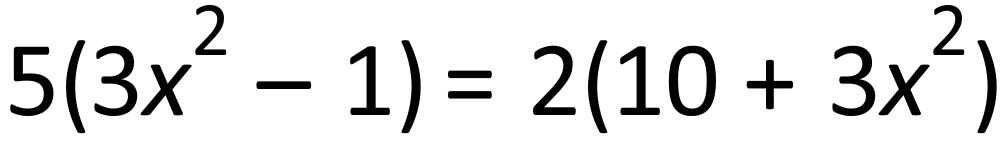 5(3x² − 1) = 2(10 + 3x²)